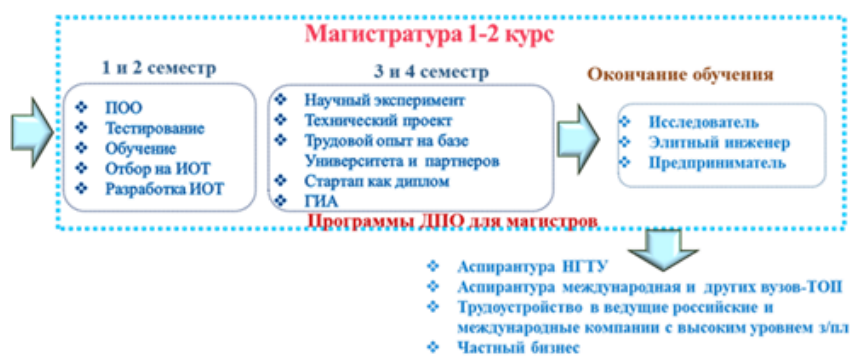 Магистратура 1-2 курс
1 и 2 семестр
ПОО
Тестирование
Обучение
Отбор на ИОТ
Разработка ИОТ
3 и 4 семестр
Научный эксперимент
Технический проект
Трудовой опыт на базе
Университета и партнеров
Стартап как диплом
ГИА
Окончание обучения
Исследователь
Элитный инженер
Предприниматель
Программы ДПО для магистров
Аспирантура НГТУ
Аспирантура международная и других вузов-ТОП
Трудоустройство в ведущие российские и
международные компании с высоким уровнем з/пл
Частный бизнес